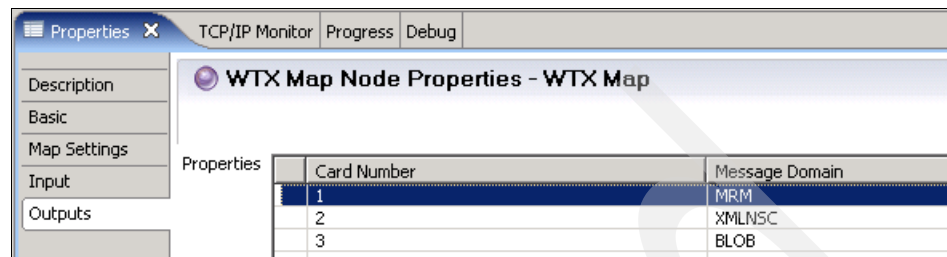 Properties TCP/IP Monitor Progress Debug
WTX Map Node Properties - WTX Map
Description
Basic
Map Settings
Input
Outputs
Properties
Card Number Message Domain
1 MRM
2 XMLNSC
3 BLOB